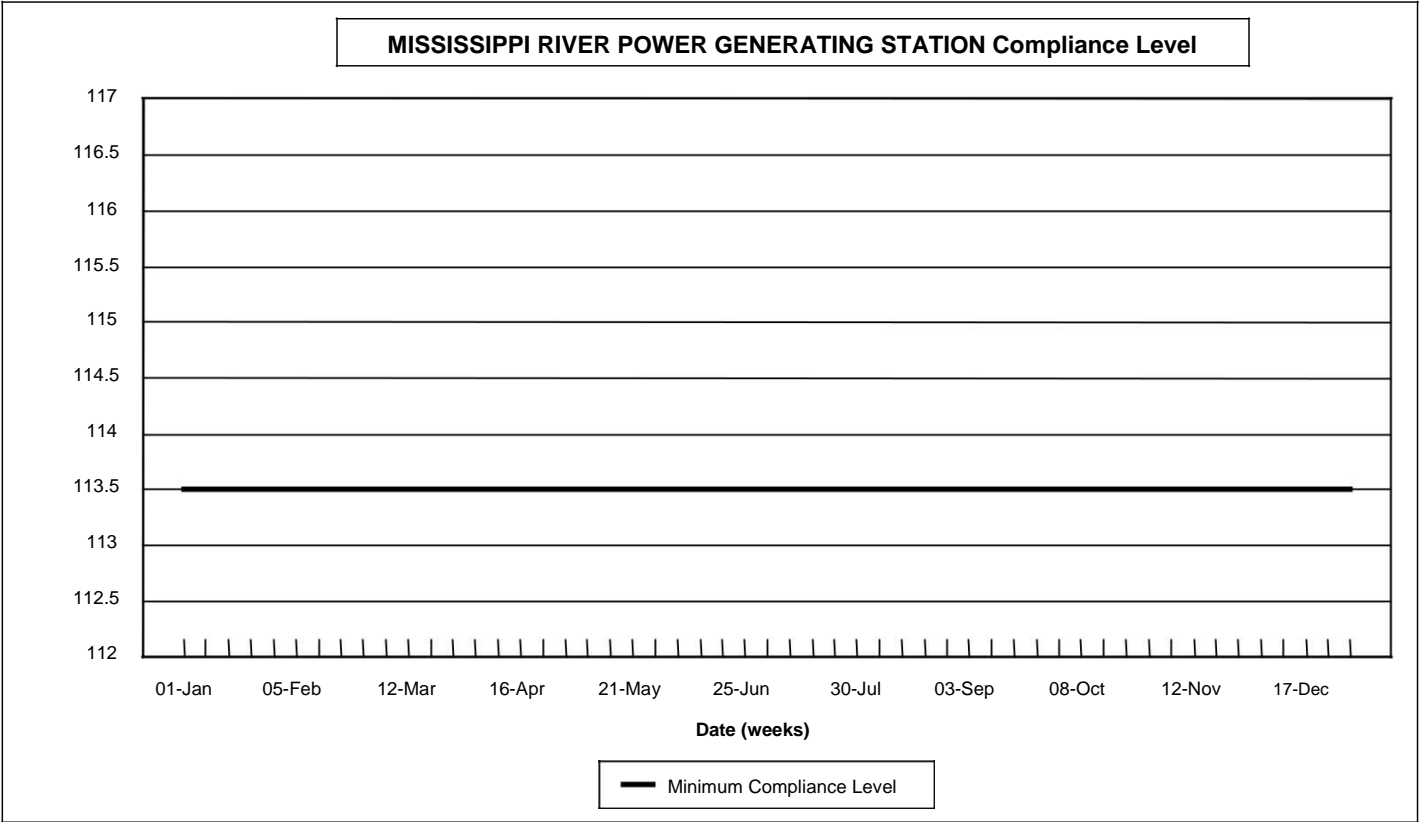 MISSISSIPPI RIVER POWER GENERATING STATION Compliance Level
117
116.5
116
115.5
115
114.5
114
113.5
113
112.5
112
01-Jan 05-Feb 12-Mar 16-Apr 21-May 25-Jun 30-Jul 03-Sep 08-Oct 12-Nov 17-Dec
Date (weeks)
Minimum Compliance Level